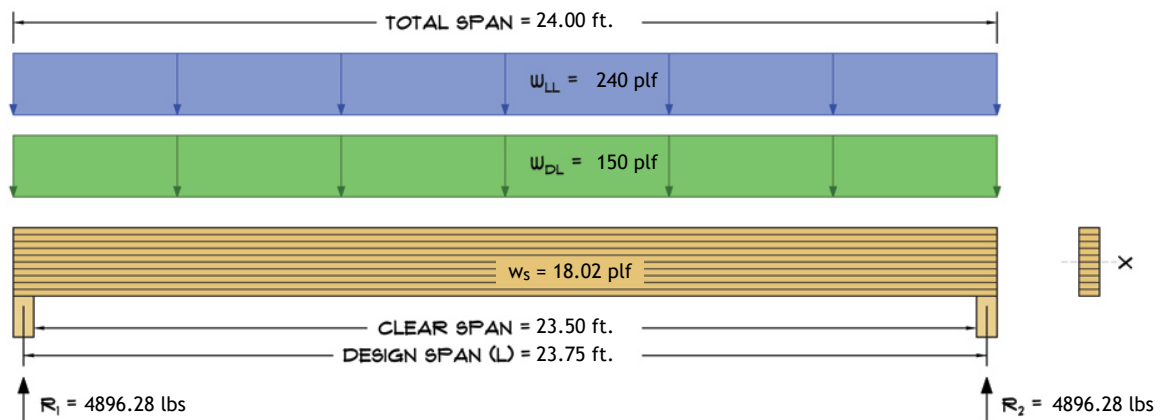 TOTAL SPAN = 24.00 ft.
WLL = 240 plf
WDL = 150 plf
ws = 18.02 plf
X
CLEAR SPAN = 23.50 ft.
DESIGN SPAN (L) = 23.75 ft.
R1 = 4896.28 lbs
R2 = 4896.28 lbs